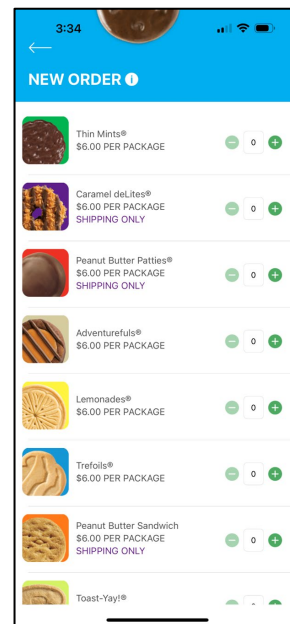 3:34
NEW ORDER i
Thin Mints®
$6.00 PER PACKAGE
0
Caramel deLites®
$6.00 PER PACKAGE
SHIPPING ONLY
0
Peanut Butter Patties®
$6.00 PER PACKAGE
SHIPPING ONLY
0
Adventurefuls®
$6.00 PER PACKAGE
0
Lemonades®
$6.00 PER PACKAGE
0
Trefoils®
$6.00 PER PACKAGE
0
Peanut Butter Sandwich
$6.00 PER PACKAGE
SHIPPING ONLY
0
Toast-Yay!®